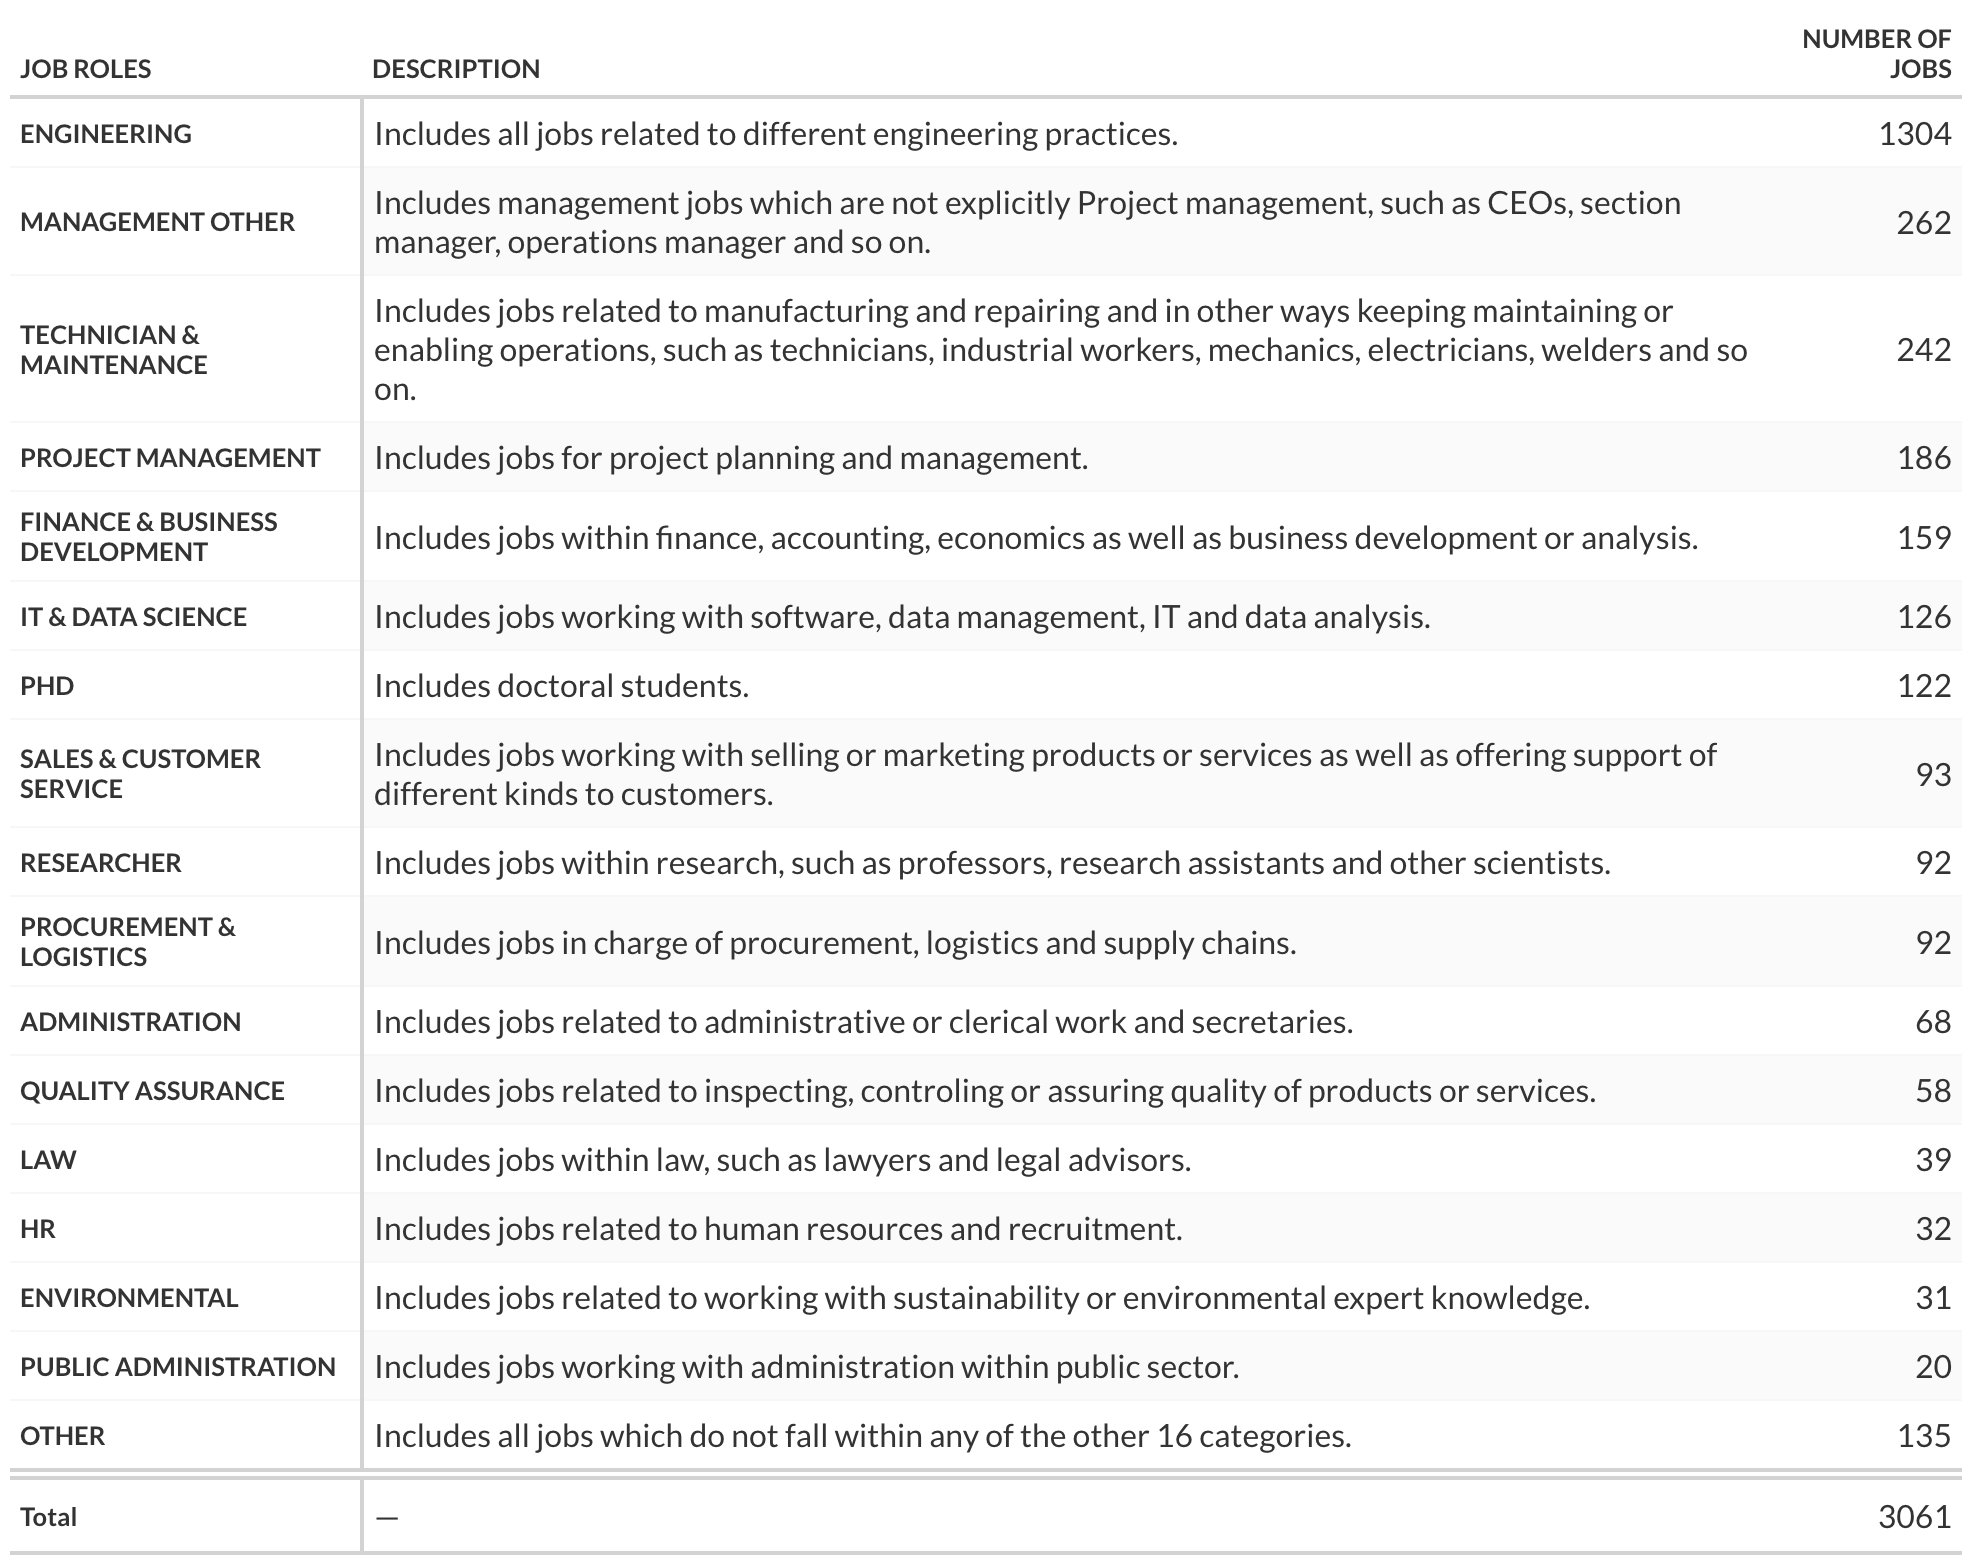 JOB ROLES DESCRIPTION NUMBER OF
JOBS
ENGINEERING Includes all jobs related to different engineering practices. 1304
MANAGEMENT OTHER Includes management jobs which are not explicitly Project management, such as CEOs, section
manager, operations manager and so on. 262
TECHNICIAN &
MAINTENANCE
Includes jobs related to manufacturing and repairing and in other ways keeping maintaining or
enabling operations, such as technicians, industrial workers, mechanics, electricians, welders and so
on.
242
PROJECT MANAGEMENT Includes jobs for project planning and management. 186
FINANCE & BUSINESS
DEVELOPMENT
Includes jobs within finance, accounting, economics as well as business development or analysis. 159
IT & DATA SCIENCE Includes jobs working with software, data management, IT and data analysis. 126
PHD Includes doctoral students. 122
SALES & CUSTOMER
SERVICE
Includes jobs working with selling or marketing products or services as well as offering support of
different kinds to customers.
93
RESEARCHER Includes jobs within research, such as professors, research assistants and other scientists. 92
PROCUREMENT &
LOGISTICS
Includes jobs in charge of procurement, logistics and supply chains. 92
ADMINISTRATION Includes jobs related to administrative or clerical work and secretaries. 68
QUALITY ASSURANCE Includes jobs related to inspecting, controling or assuring quality of products or services. 58
LAW Includes jobs within law, such as lawyers and legal advisors. 39
HR Includes jobs related to human resources and recruitment. 32
ENVIRONMENTAL Includes jobs related to working with sustainability or environmental expert knowledge. 31
PUBLIC ADMINISTRATION Includes jobs working with administration within public sector. 20
OTHER Includes all jobs which do not fall within any of the other 16 categories. 135
Total — 3061